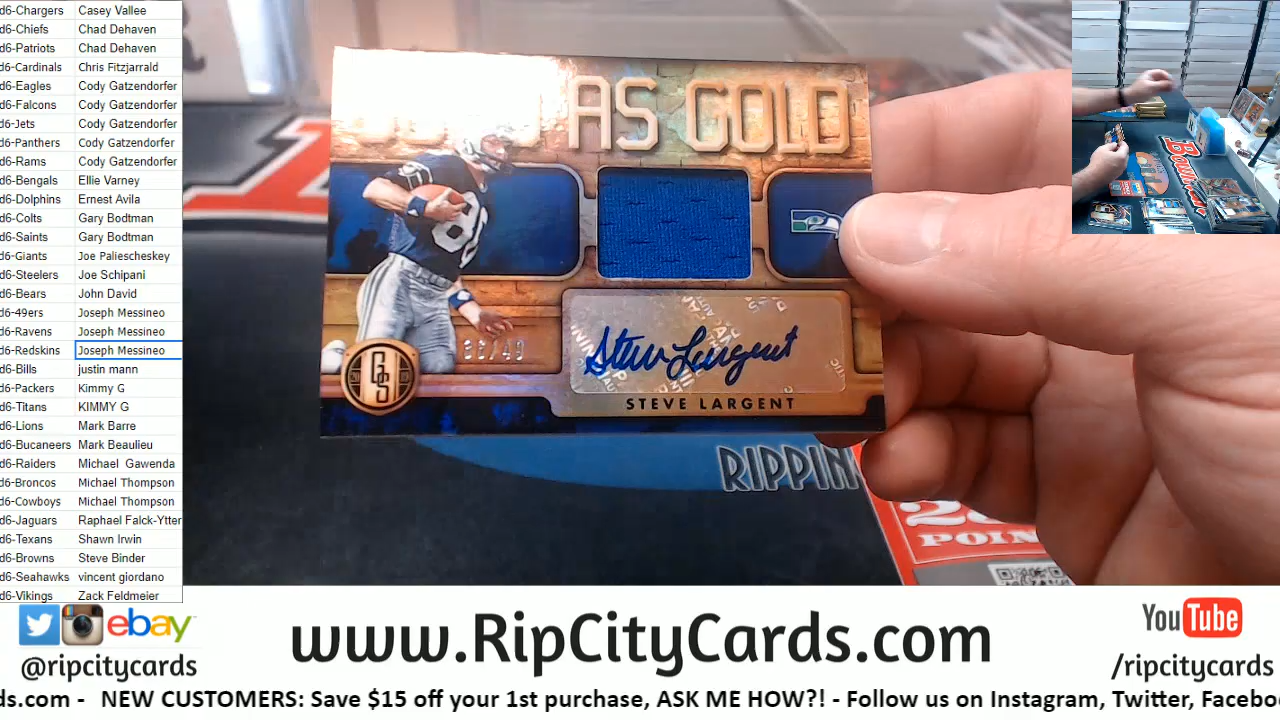 d6-Chargers Casey Vallee
d6-Chiefs Chad Dehaven
d6-Patriots Chad Dehaven
d6-Cardinals Chris Fitzjarrald
d6-Eagles Cody Gatzendorfer
d6-Falcons Cody Gatzendorfer
d6-Jets Cody Gatzendorfer
d6-Panthers Cody Gatzendorfer
d6-Rams Cody Gatzendorfer
d6-Bengals Ellie Varney
d6-Dolphins Ernest Avila
d6-Colts Gary Bodtman
d6-Saints Gary Bodtman
d6-Giants Joe Paliescheskey
d6-Steelers Joe Schipani
d6-Bears John David
d6-49ers Joseph Messineo
d6-Ravens Joseph Messineo
d6-Redskins Joseph Messineo
d6-Bills justin mann
d6-Packers Kimmy G
d6-Titans KIMMY G
d6-Lions Mark Barre
d6-Bucaneers Mark Beaulieu
d6-Raiders Michael Gawenda
d6-Broncos Michael Thompson
d6-Cowboys Michael Thompson
d6-Jaguars Raphael Falck-Ytter
d6-Texans Shawn Irwin
d6-Browns Steve Binder
d6-Seahawks vincent giordano
d6-Vikings Zack Feldmeier
AS GOLD
80
GS
Steve Largent
STEVE LARGENT
RIPPIN
POIN
Bowman
ebay
@ripcitycards
www.RipCityCards.com
YouTube
/ripcitycards
ds.com - NEW CUSTOMERS: Save $15 off your 1st purchase, ASK ME HOW?! - Follow us on Instagram, Twitter, Facebo